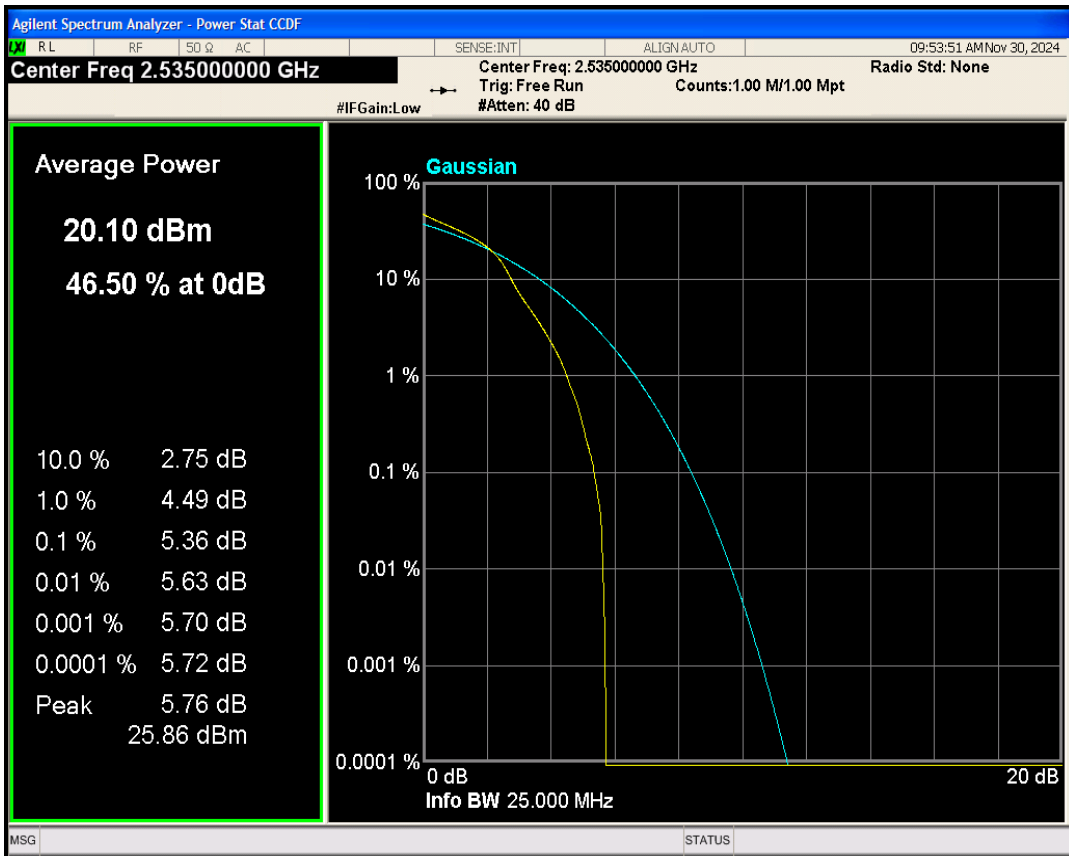 Agilent Spectrum Analyzer - Power Stat CCDF
LXI RL RF 50 Ω AC SENSE:INT ALIGN AUTO 09:53:51 AM Nov 30, 2024
Center Freq 2.535000000 GHz
Center Freq: 2.535000000 GHz Radio Std: None
Trig: Free Run Counts:1.00 M/1.00 Mpt
#IFGain:Low #Atten: 40 dB
Average Power
20.10 dBm
46.50 % at 0dB
10.0 % 2.75 dB
1.0 % 4.49 dB
0.1 % 5.36 dB
0.01 % 5.63 dB
0.001 % 5.70 dB
0.0001 % 5.72 dB
Peak 5.76 dB
25.86 dBm
Gaussian
100 %
10 %
1 %
0.1 %
0.01 %
0.001 %
0.0001 %
0 dB 20 dB
Info BW 25.000 MHz
MSG STATUS